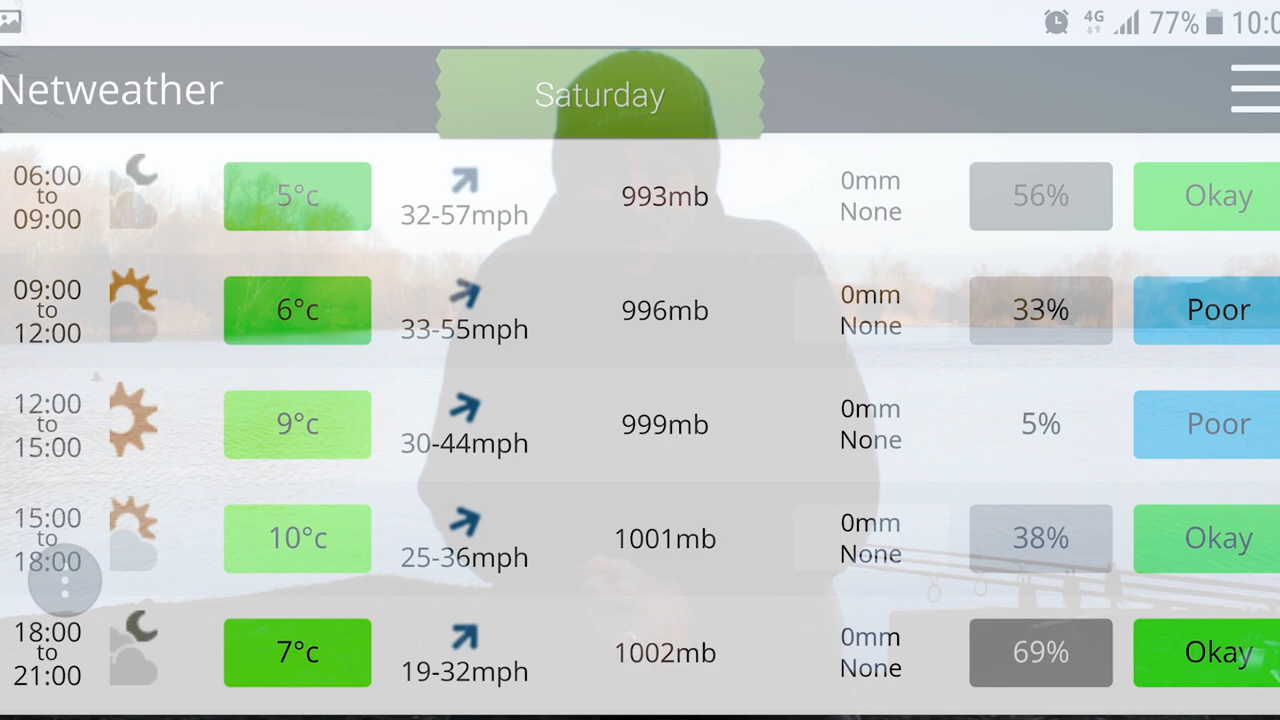 4G 77% 10:0
Netweather
Saturday
06:00 to 09:00 5°c 32-57mph 993mb 0mm None 56% Okay
09:00 to 12:00 6°c 33-55mph 996mb 0mm None 33% Poor
12:00 to 15:00 9°c 30-44mph 999mb 0mm None 5% Poor
15:00 to 18:00 10°c 25-36mph 1001mb 0mm None 38% Okay
18:00 to 21:00 7°c 19-32mph 1002mb 0mm None 69% Okay